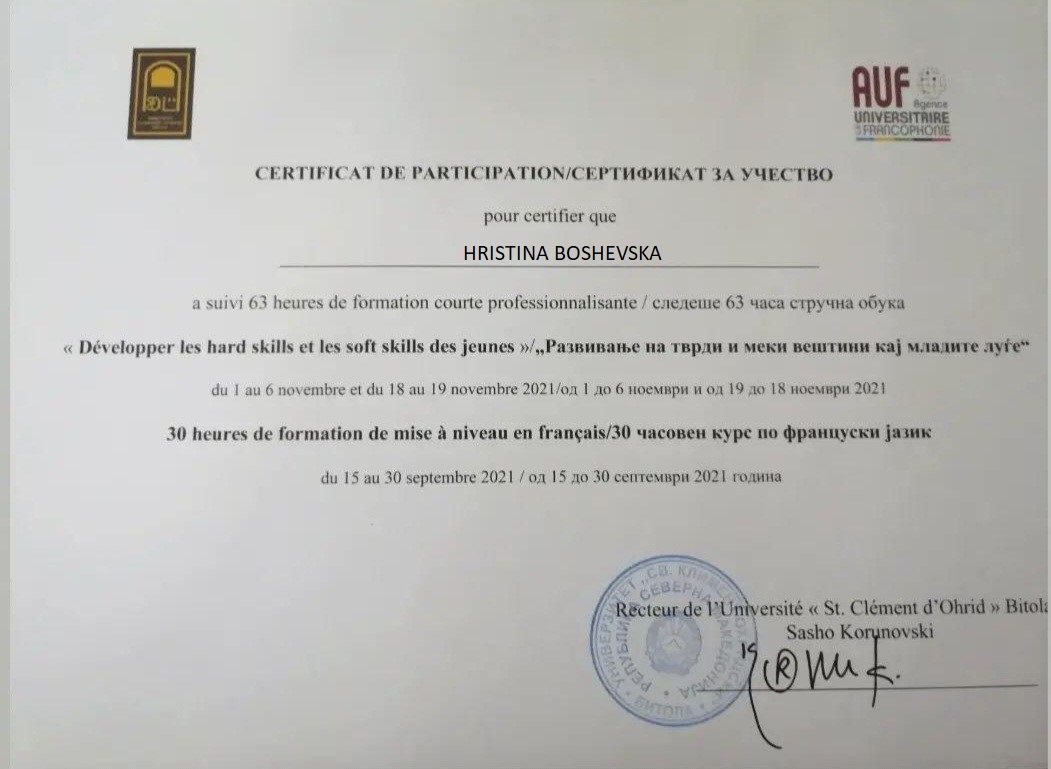 AUF
Agence
UNIVERSITAIRE
de la FRANCOPHONIE
CERTIFICAT DE PARTICIPATION/СЕРТИФИКАТ ЗА УЧЕСТВО
pour certifier que
HRISTINA BOSHEVSKA
a suivi 63 heures de formation courte professionnalisante / следеше 63 часа стручна обука
« Développer les hard skills et les soft skills des jeunes »/„Развивање на тврди и меки вештини кај младите луѓе“
du 1 au 6 novembre et du 18 au 19 novembre 2021/од 1 до 6 ноември и од 19 до 18 ноември 2021
30 heures de formation de mise à niveau en français/30 часовен курс по француски јазик
du 15 au 30 septembre 2021 / од 15 до 30 септември 2021 година
Recteur de l’Université « St. Clément d’Ohrid » Bitola
Sasho Korunovski
УНИВЕРЗИТЕТ „СВ. КЛИМЕНТ
РЕПУБЛИКА СЕВЕРНА МАКЕДОНИЈА
БИТОЛА